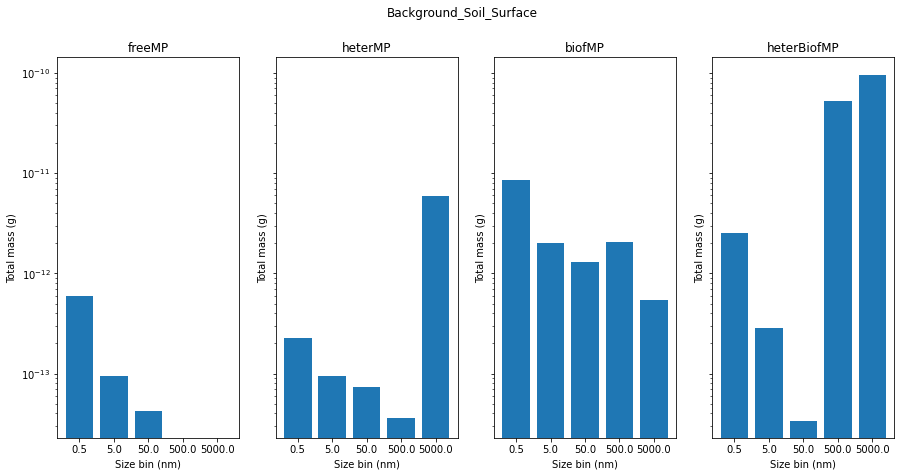 Background_Soil_Surface
freeMP
heterMP
biofMP
heterBiofMP
Total mass (g)
10⁻¹⁰
10⁻¹¹
10⁻¹²
10⁻¹³
Total mass (g)
Total mass (g)
Total mass (g)
0.5 5.0 50.0 500.0 5000.0
0.5 5.0 50.0 500.0 5000.0
0.5 5.0 50.0 500.0 5000.0
0.5 5.0 50.0 500.0 5000.0
Size bin (nm)
Size bin (nm)
Size bin (nm)
Size bin (nm)